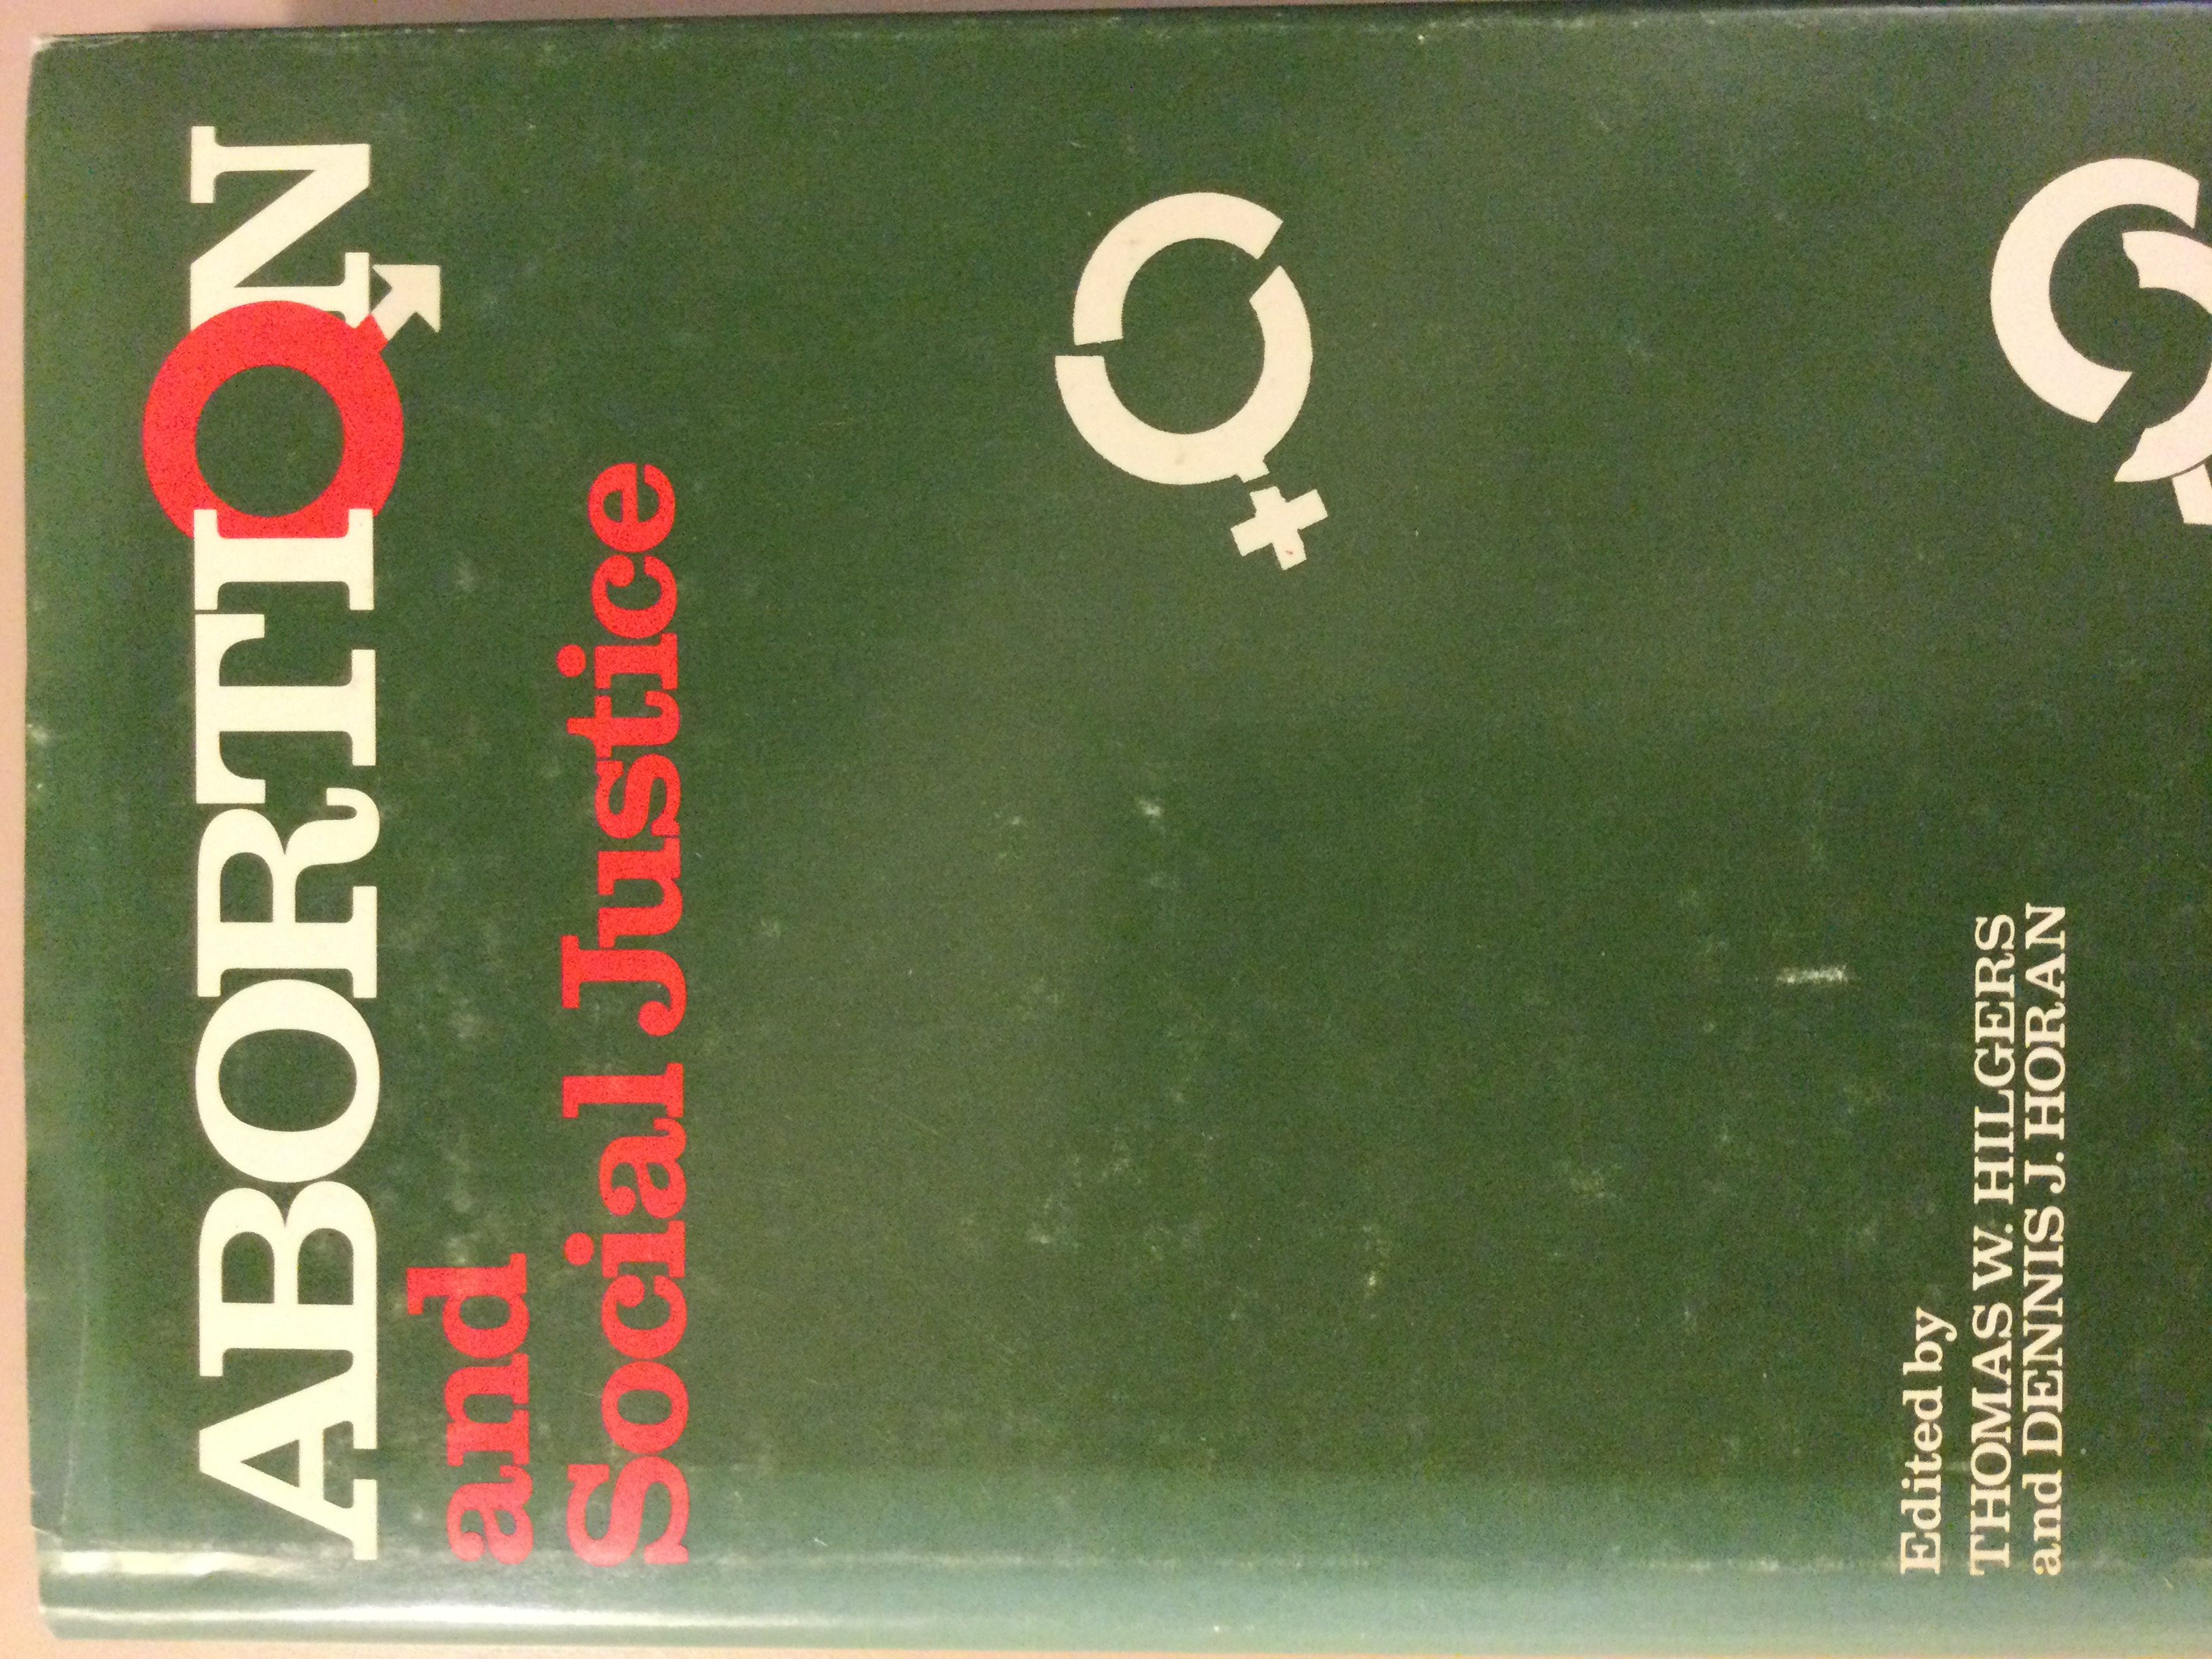 ABORTION
and
Social Justice
Edited by
THOMAS W. HILGERS
and DENNIS J. HORAN